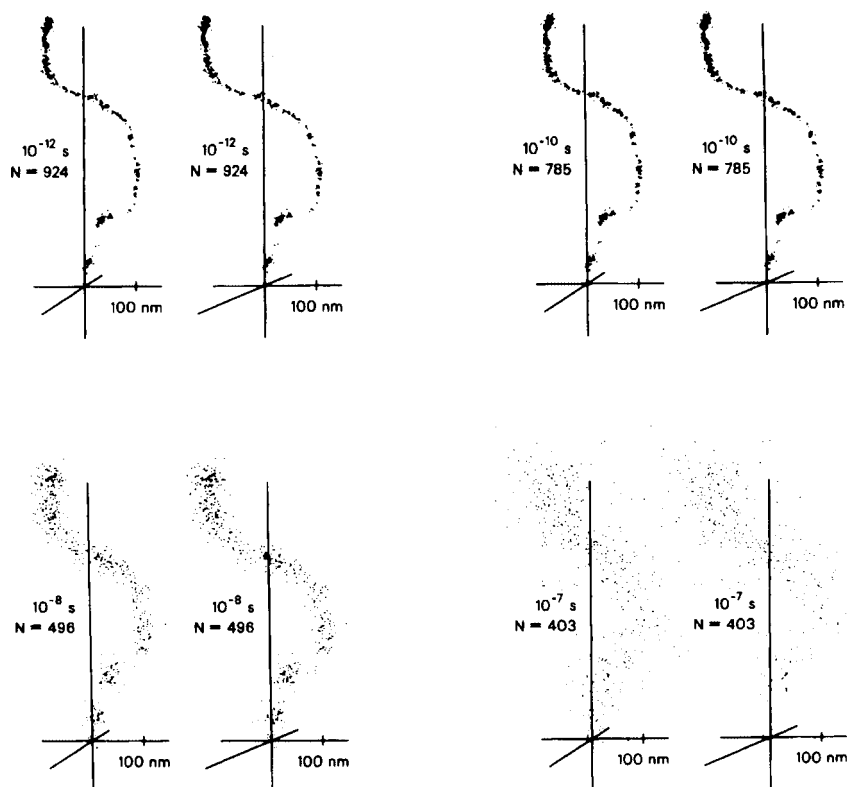 10⁻¹² s
N = 924
100 nm
10⁻¹² s
N = 924
100 nm
10⁻¹⁰ s
N = 785
100 nm
10⁻¹⁰ s
N = 785
100 nm
10⁻⁸ s
N = 496
100 nm
10⁻⁸ s
N = 496
100 nm
10⁻⁷ s
N = 403
100 nm
10⁻⁷ s
N = 403
100 nm